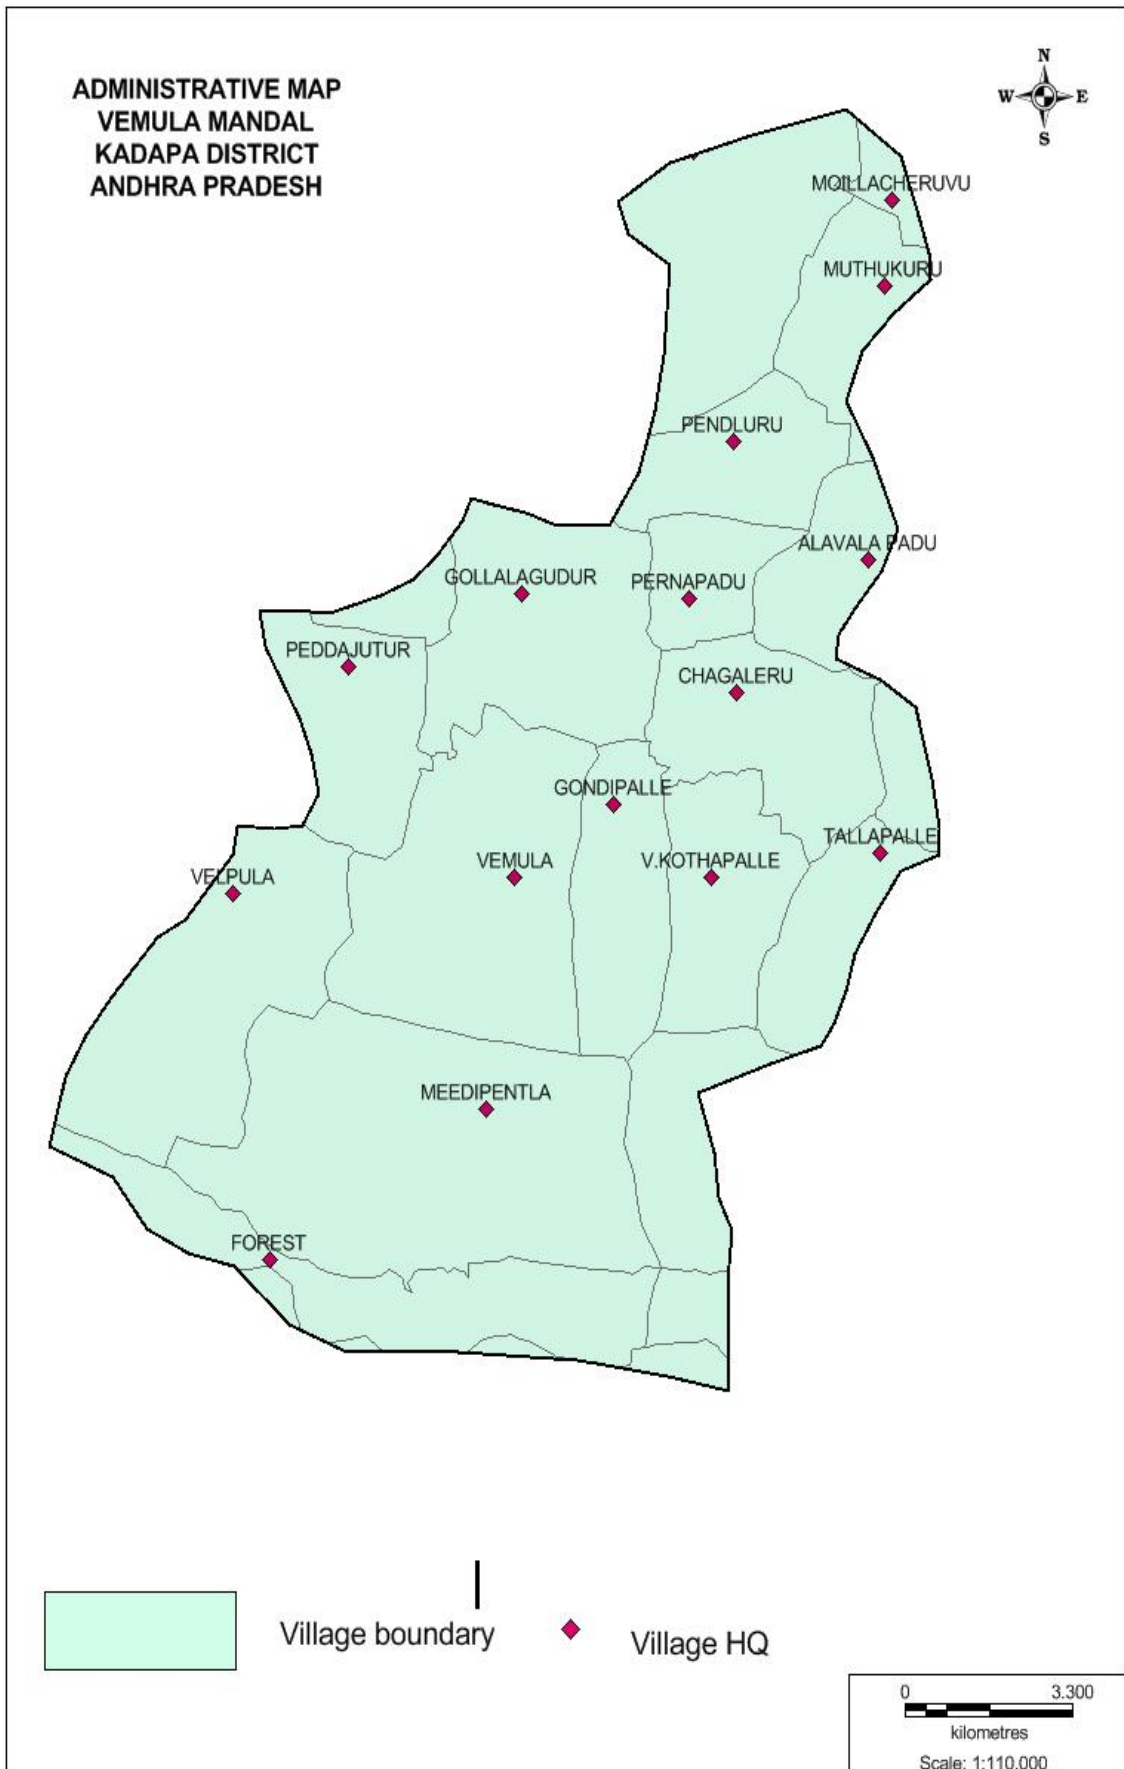 ADMINISTRATIVE MAP
VEMULA MANDAL
KADAPA DISTRICT
ANDHRA PRADESH
N
W E
S
MOILLACHERUVU
MUTHUKURU
PENDLURU
ALAVALA PADU
GOLLALAGUDUR
PERNAPADU
PEDDAJUTUR
CHAGALERU
GONDIPALLE
TALLAPALLE
VEMULA
V.KOTHAPALLE
VELPULA
MEEDIPENTLA
FOREST
Village boundary
Village HQ
0 3.300
kilometres
Scale: 1:110,000